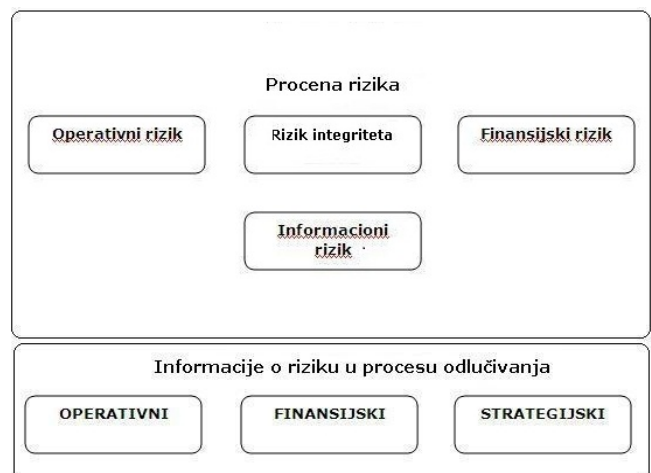 Procena rizika
Operativni rizik
Rizik integriteta
Finansijski rizik
Informacioni
rizik
Informacije o riziku u procesu odlučivanja
OPERATIVNI
FINANSIJSKI
STRATEGIJSKI